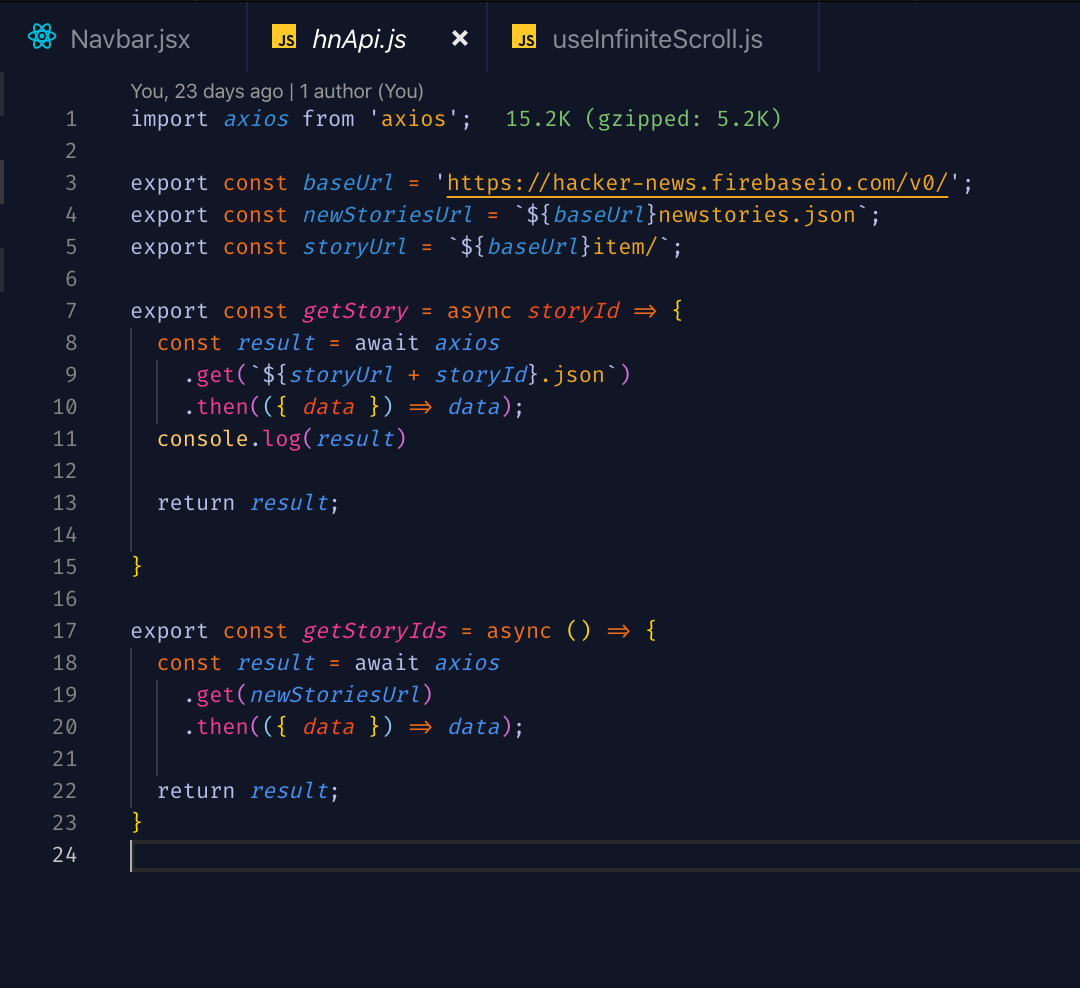 Navbar.jsx JS hnApi.js × JS useInfiniteScroll.js
You, 23 days ago | 1 author (You)
1 import axios from 'axios'; 15.2K (gzipped: 5.2K)
2
3 export const baseUrl = 'https://hacker-news.firebaseio.com/v0/';
4 export const newStoriesUrl = `${baseUrl}newstories.json`;
5 export const storyUrl = `${baseUrl}item/`;
6
7 export const getStory = async storyId => {
8   const result = await axios
9     .get(`${storyUrl + storyId}.json`)
10     .then(({ data }) => data);
11   console.log(result)
12
13   return result;
14
15 }
16
17 export const getStoryIds = async () => {
18   const result = await axios
19     .get(newStoriesUrl)
20     .then(({ data }) => data);
21
22   return result;
23 }
24